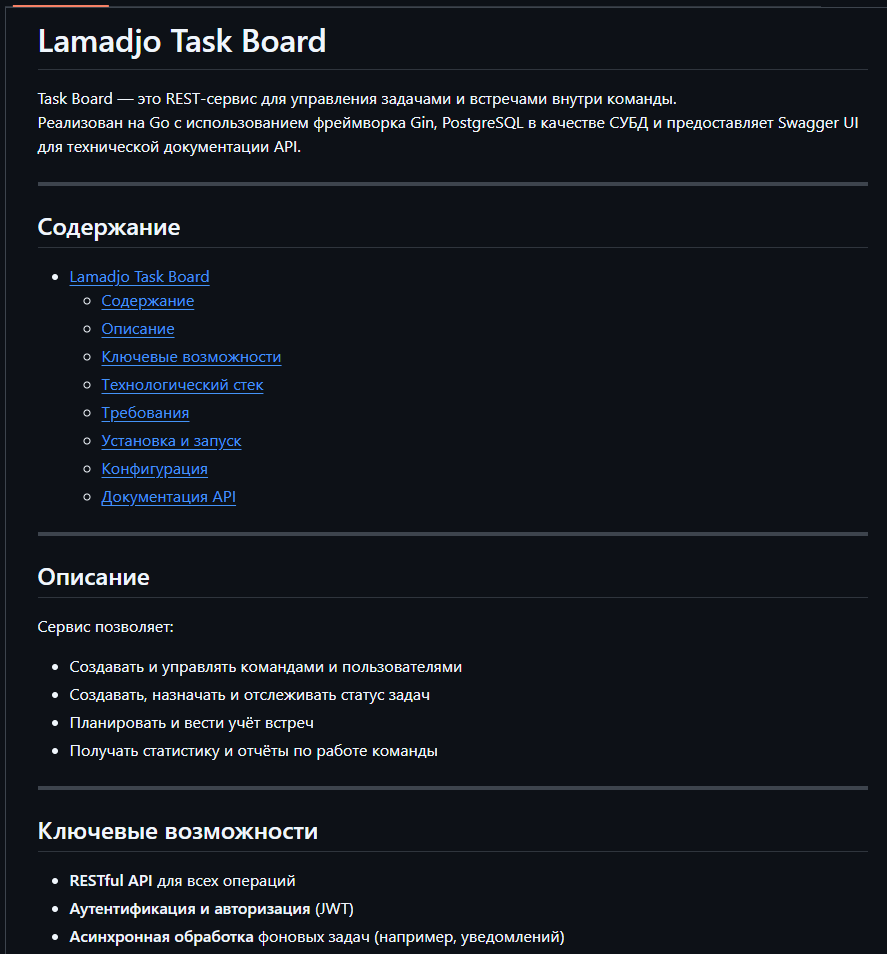 Lamadjo Task Board
Task Board — это REST-сервис для управления задачами и встречами внутри команды.
Реализован на Go с использованием фреймворка Gin, PostgreSQL в качестве СУБД и предоставляет Swagger UI
для технической документации API.
Содержание
Lamadjo Task Board
Содержание
Описание
Ключевые возможности
Технологический стек
Требования
Установка и запуск
Конфигурация
Документация API
Описание
Сервис позволяет:
Создавать и управлять командами и пользователями
Создавать, назначать и отслеживать статус задач
Планировать и вести учёт встреч
Получать статистику и отчёты по работе команды
Ключевые возможности
RESTful API для всех операций
Аутентификация и авторизация (JWT)
Асинхронная обработка фоновых задач (например, уведомлений)